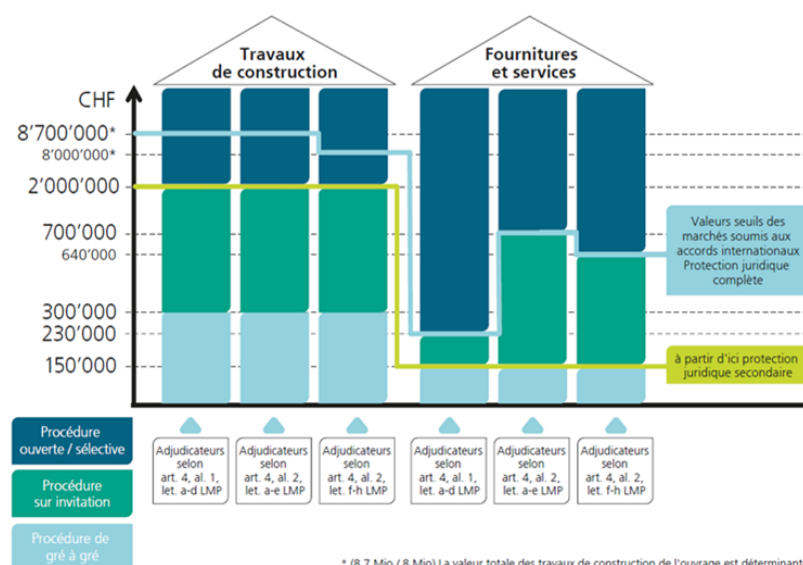 Travaux
de construction
Fournitures
et services
CHF
8’700’000*
8’000’000*
2’000’000
700’000
640’000
300’000
230’000
150’000
Valeurs seuils des
marchés soumis aux
accords internationaux
Protection juridique
complète
à partir d’ici protection
juridique secondaire
Procédure
ouverte / sélective
Procédure
sur invitation
Procédure de
gré à gré
Adjudicateurs
selon
art. 4, al. 1,
let. a-d LMP
Adjudicateurs
selon
art. 4, al. 2,
let. a-e LMP
Adjudicateurs
selon
art. 4, al. 2,
let. f-h LMP
Adjudicateurs
selon
art. 4, al. 1,
let. a-d LMP
Adjudicateurs
selon
art. 4, al. 2,
let. a-e LMP
Adjudicateurs
selon
art. 4, al. 2,
let. f-h LMP
* (8,7 Mio / 8 Mio) La valeur totale des travaux de construction de l’ouvrage est déterminante